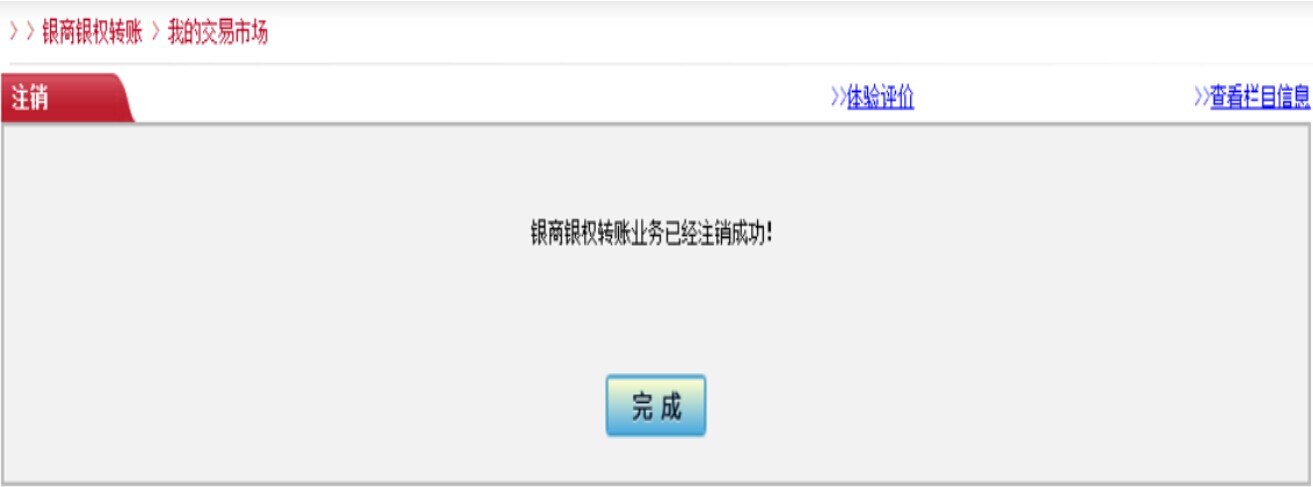 >> 银商银权转账 > 我的交易市场
注销 >>体验评价 >>查看栏目信息
银商银权转账业务已经注销成功!
完 成